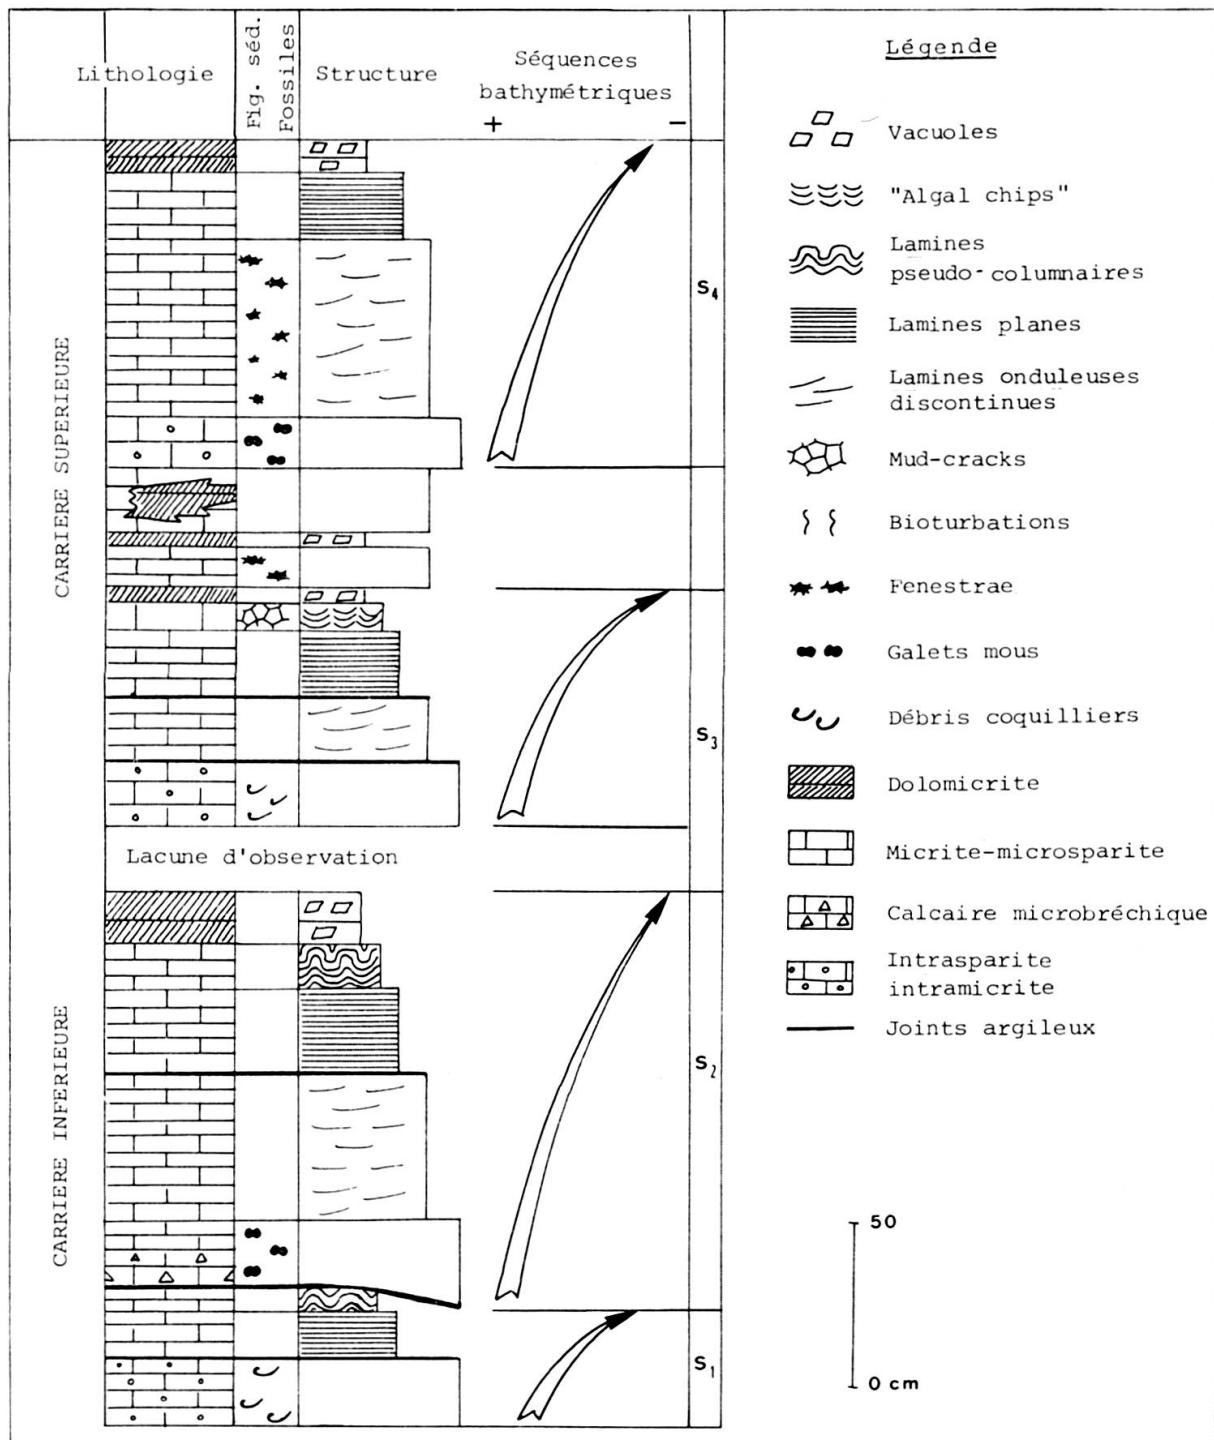 Lithologie
Fig. séd.
Fossiles
Structure
Séquences
bathymétriques
+ -
CARRIERE SUPERIEURE
S4
S3
Lacune d'observation
CARRIERE INFERIEURE
S2
S1
Légende
Vacuoles
"Algal chips"
Lamines
pseudo-columnaires
Lamines planes
Lamines onduleuses
discontinues
Mud-cracks
Bioturbations
Fenestrae
Galets mous
Débris coquilliers
Dolomicrite
Micrite-microsparite
Calcaire microbréchique
Intrasparite
intramicrite
Joints argileux
50
0 cm